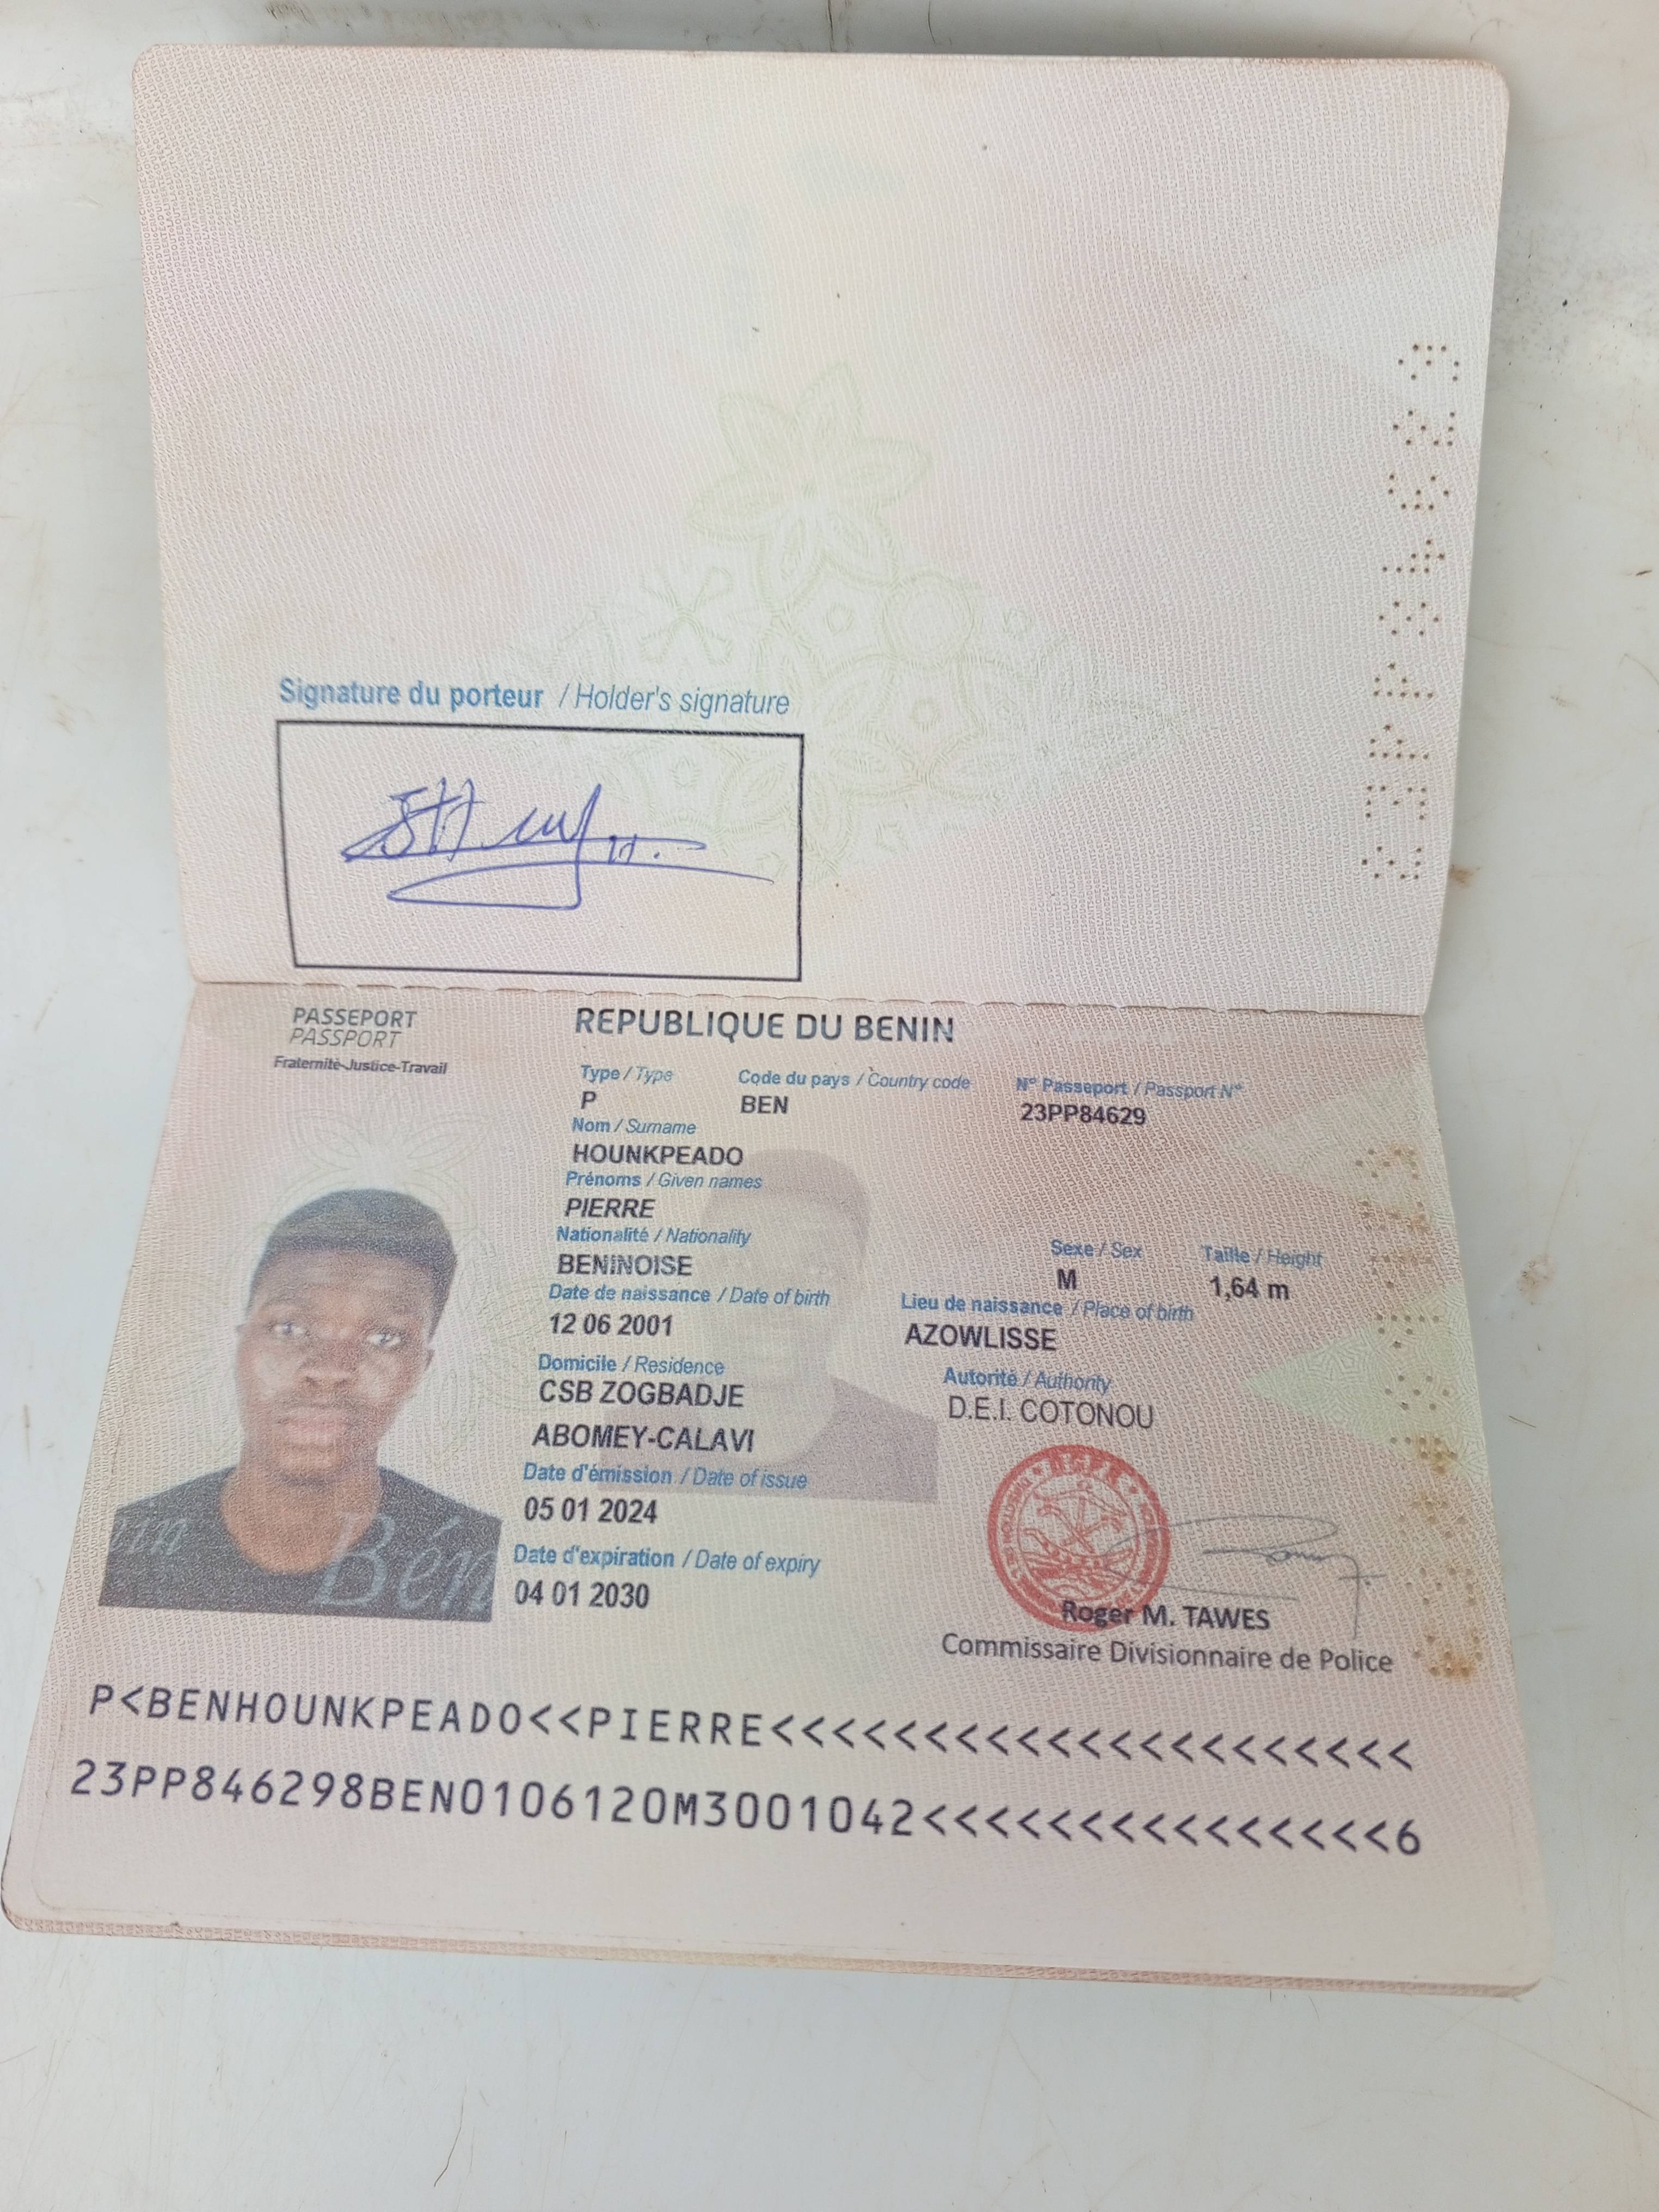 Signature du porteur / Holder's signature
PASSEPORT
PASSPORT
Fraternité-Justice-Travail
REPUBLIQUE DU BENIN
Type / Type Code du pays / Country code N° Passeport / Passport N°
P BEN 23PP84629
Nom / Surname
HOUNKPEADO
Prénoms / Given names
PIERRE
Nationalité / Nationality Sexe / Sex Taille / Height
BENINOISE M 1,64 m
Date de naissance / Date of birth Lieu de naissance / Place of birth
12 06 2001 AZOWLISSE
Domicile / Residence Autorité / Authority
CSB ZOGBADJE D.E.I. COTONOU
ABOMEY-CALAVI
Date d'émission / Date of issue
05 01 2024
Date d'expiration / Date of expiry
04 01 2030
Bén
Roger M. TAWES
Commissaire Divisionnaire de Police
P<BENHOUNKPEADO<<PIERRE<<<<<<<<<<<<<<<<<<<<<
23PP846298BEN0106120M3001042<<<<<<<<<<<<<<<6